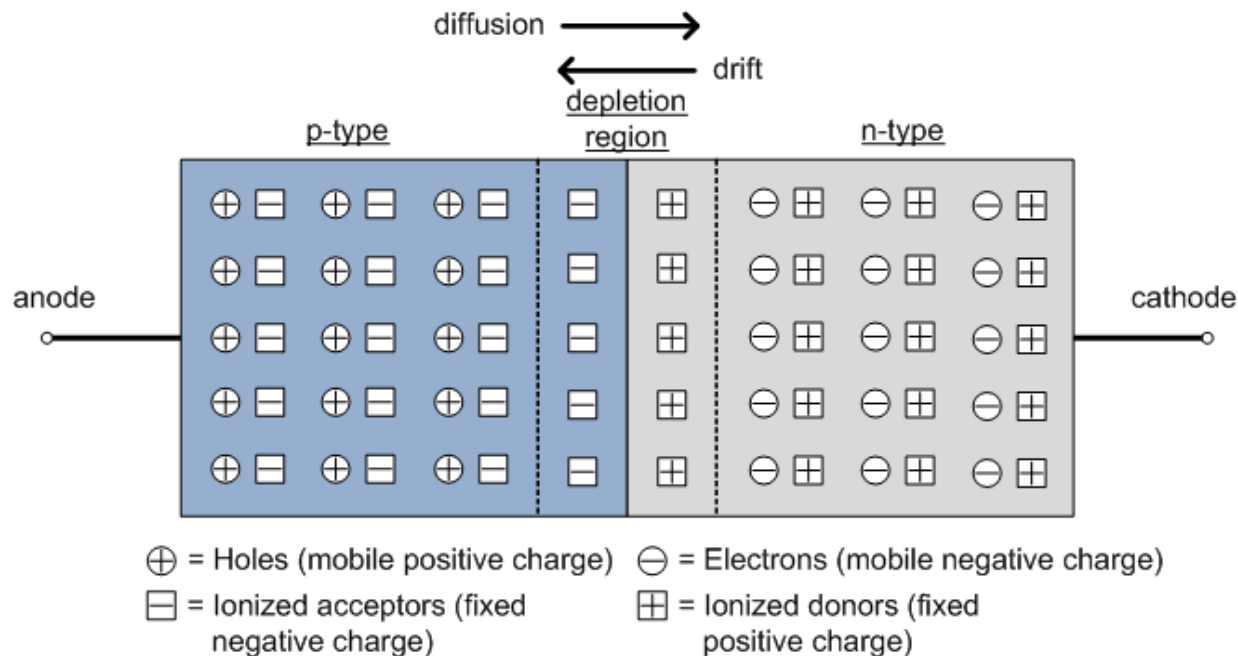 diffusion
drift
depletion
region
p-type
n-type
anode
cathode
= Holes (mobile positive charge)
= Electrons (mobile negative charge)
= Ionized acceptors (fixed
negative charge)
= Ionized donors (fixed
positive charge)